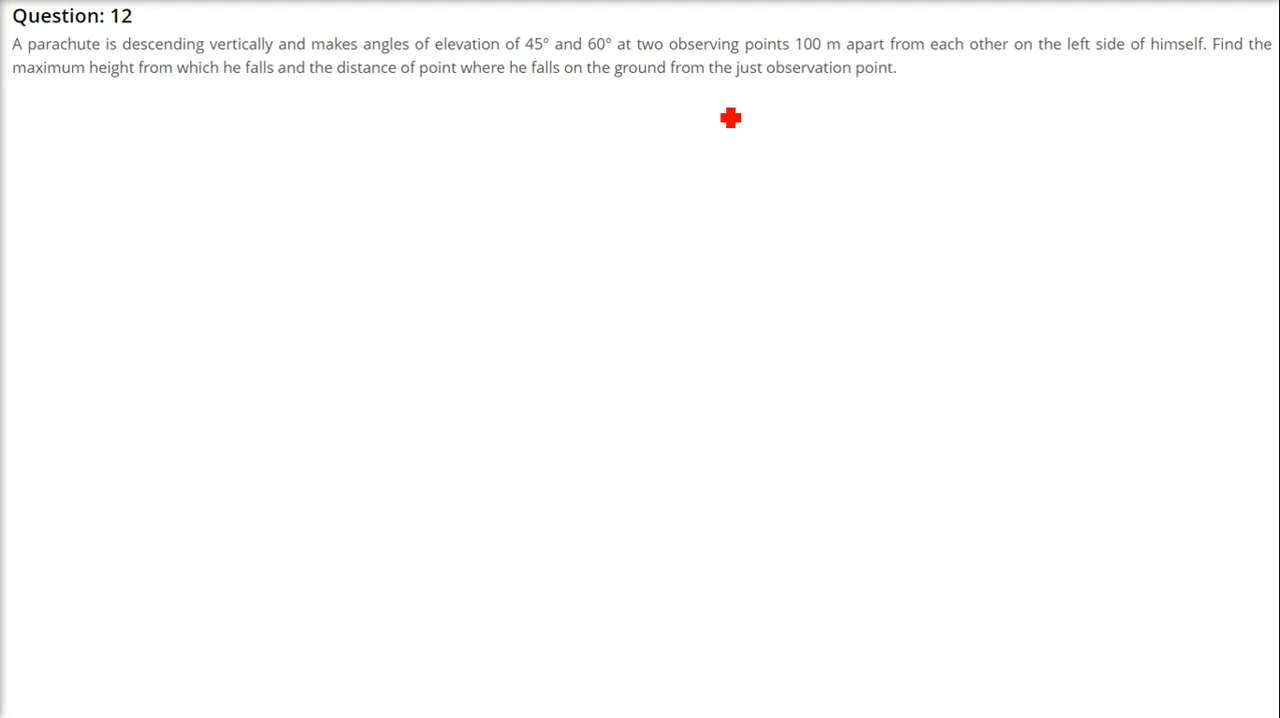 Question: 12
A parachute is descending vertically and makes angles of elevation of 45° and 60° at two observing points 100 m apart from each other on the left side of himself. Find the
maximum height from which he falls and the distance of point where he falls on the ground from the just observation point.